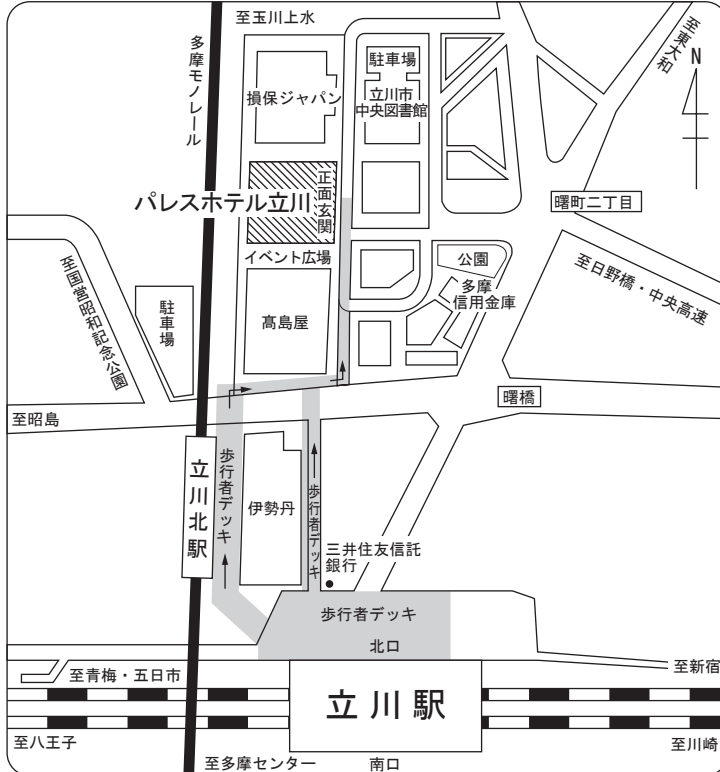 至玉川上水
多摩モノレール
損保ジャパン
駐車場
立川市
中央図書館
至東大和
N
パレスホテル立川
正面玄関
曙町二丁目
イベント広場
公園
多摩
信用金庫
至日野橋・中央高速
至国営昭和記念公園
駐車場
髙島屋
曙橋
至昭島
立川北駅
歩行者デッキ
伊勢丹
歩行者デッキ
三井住友信託
銀行
歩行者デッキ
北口
至青梅・五日市
至新宿
立川駅
至八王子
至川崎
至多摩センター
南口